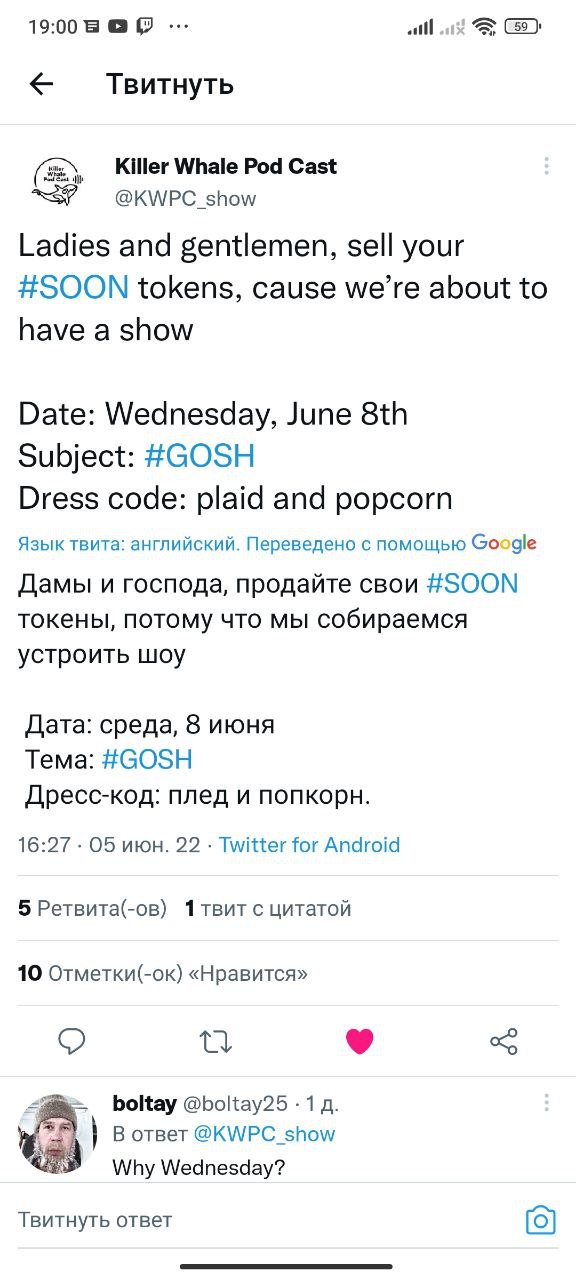 19:00 ... 59
Твитнуть
Killer
Whale
Pod Cast
Killer Whale Pod Cast
@KWPC_show
Ladies and gentlemen, sell your
#SOON tokens, cause we’re about to
have a show
Date: Wednesday, June 8th
Subject: #GOSH
Dress code: plaid and popcorn
Язык твита: английский. Переведено с помощью Google
Дамы и господа, продайте свои #SOON
токены, потому что мы собираемся
устроить шоу
Дата: среда, 8 июня
Тема: #GOSH
Дресс-код: плед и попкорн.
16:27 · 05 июн. 22 · Twitter for Android
5 Ретвита(-ов) 1 твит с цитатой
10 Отметки(-ок) «Нравится»
boltay @boltay25 · 1 д.
В ответ @KWPC_show
Why Wednesday?
Твитнуть ответ